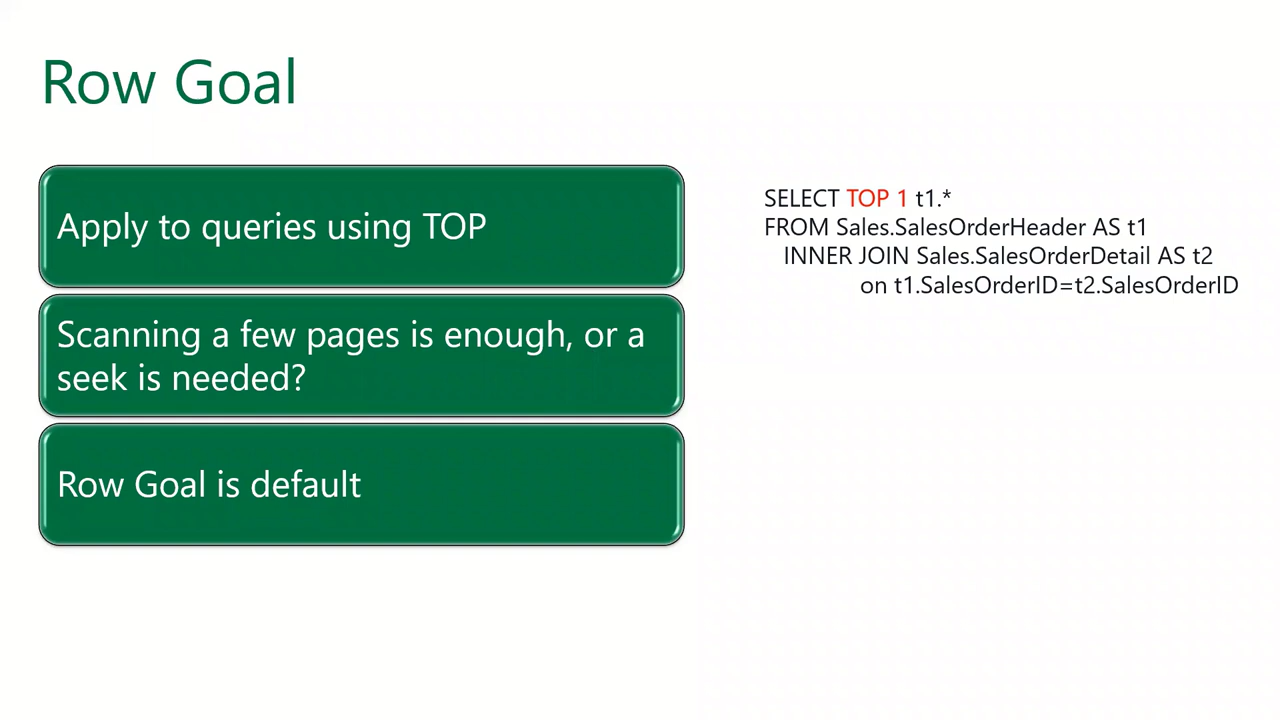 Row Goal
Apply to queries using TOP
Scanning a few pages is enough, or a
seek is needed?
Row Goal is default
SELECT TOP 1 t1.*
FROM Sales.SalesOrderHeader AS t1
INNER JOIN Sales.SalesOrderDetail AS t2
on t1.SalesOrderID=t2.SalesOrderID